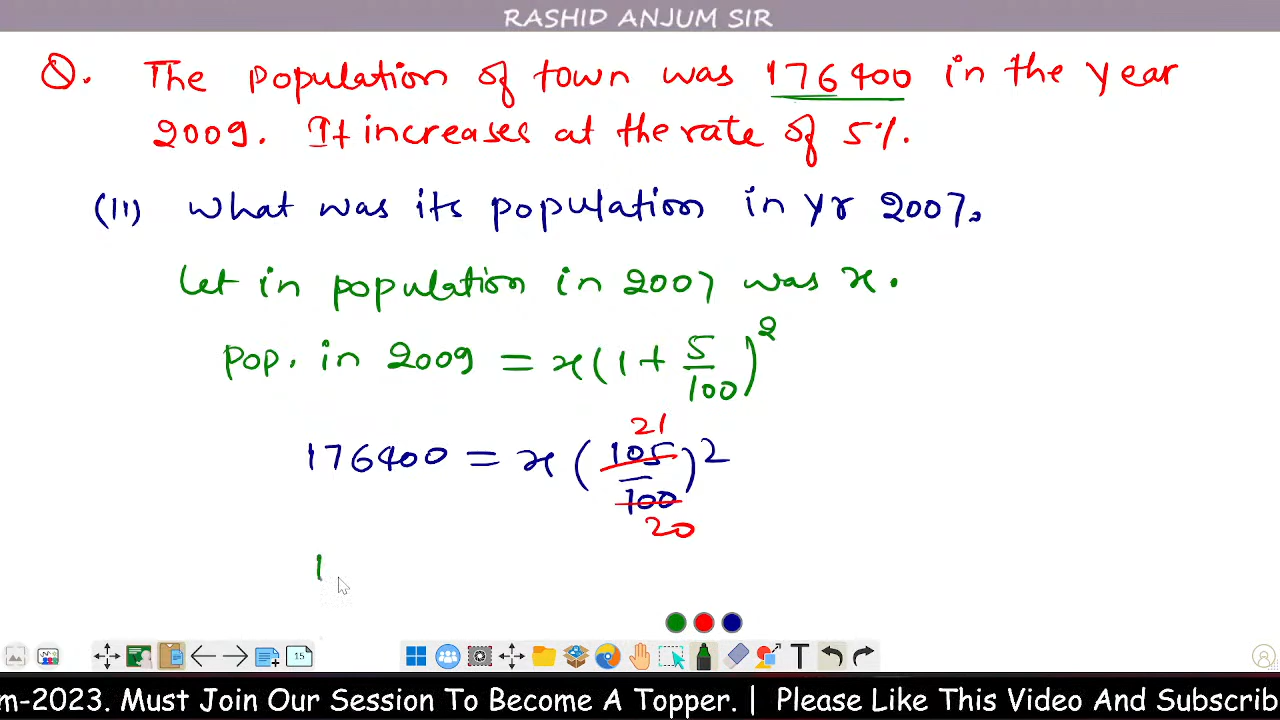 RASHID ANJUM SIR
Q. The population of town was 176400 in the year
2009. It increases at the rate of 5%.
(II) what was its population in yr 2007.
Let in population in 2007 was x.
Pop. in 2009 = x(1 + 5/100)^2
176400 = x(105/100)^2
21
20
1
15
m-2023. Must Join Our Session To Become A Topper. | Please Like This Video And Subscrib